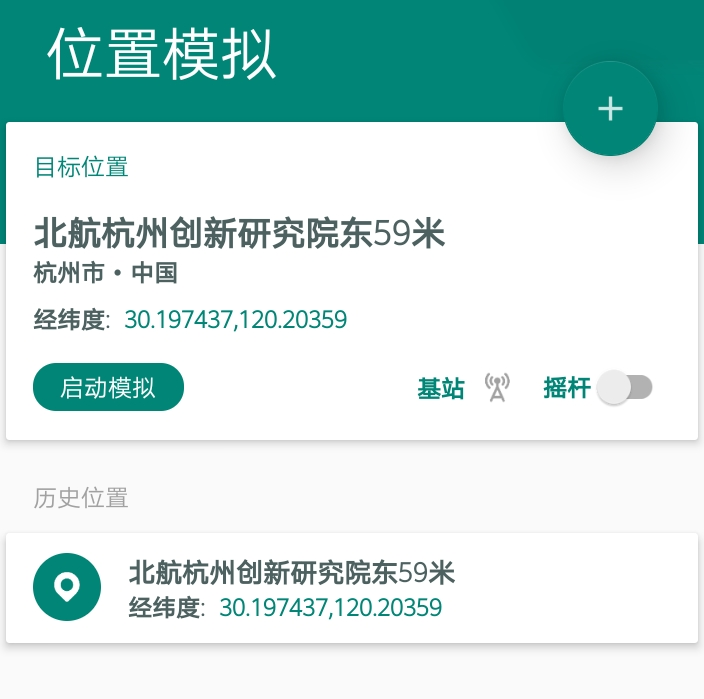 位置模拟
目标位置
北航杭州创新研究院东59米
杭州市·中国
经纬度: 30.197437,120.20359
启动模拟 基站 摇杆
历史位置
北航杭州创新研究院东59米
经纬度: 30.197437,120.20359